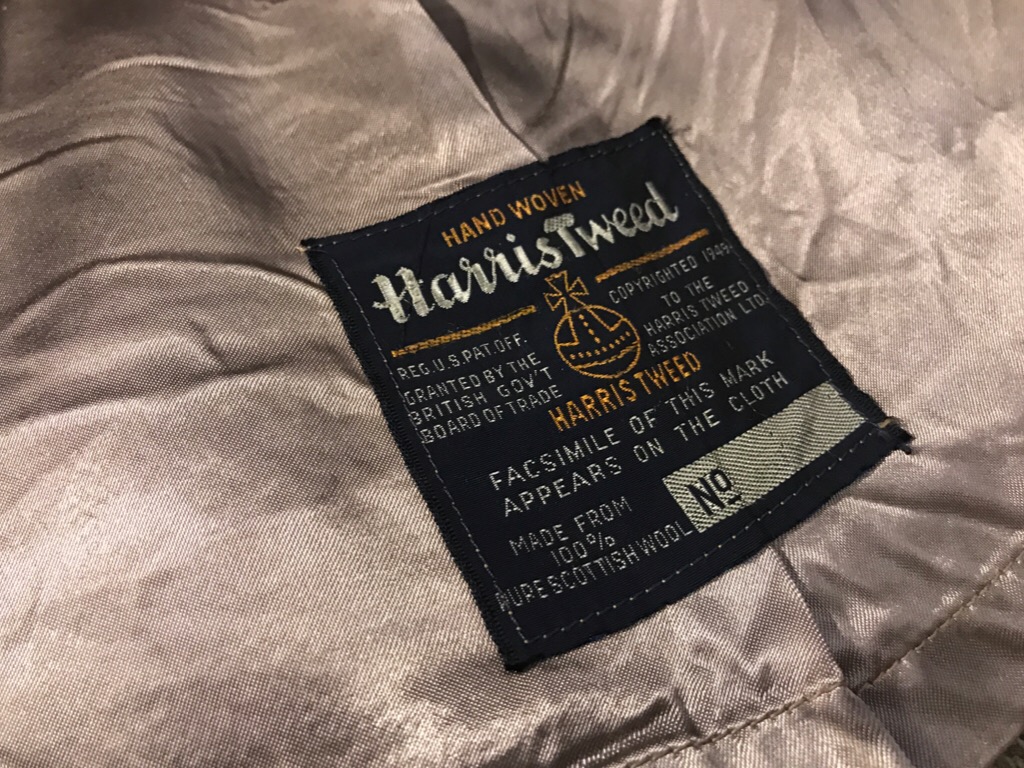 HAND WOVEN
Harris Tweed
REG. U.S. PAT. OFF.
GRANTED BY THE
BRITISH GOV'T
BOARD OF TRADE
COPYRIGHTED 1949
TO THE
HARRIS TWEED
ASSOCIATION LTD.
HARRIS TWEED
FACSIMILE OF THIS MARK
APPEARS ON THE CLOTH
MADE FROM
100%
PURE SCOTTISH WOOL
No